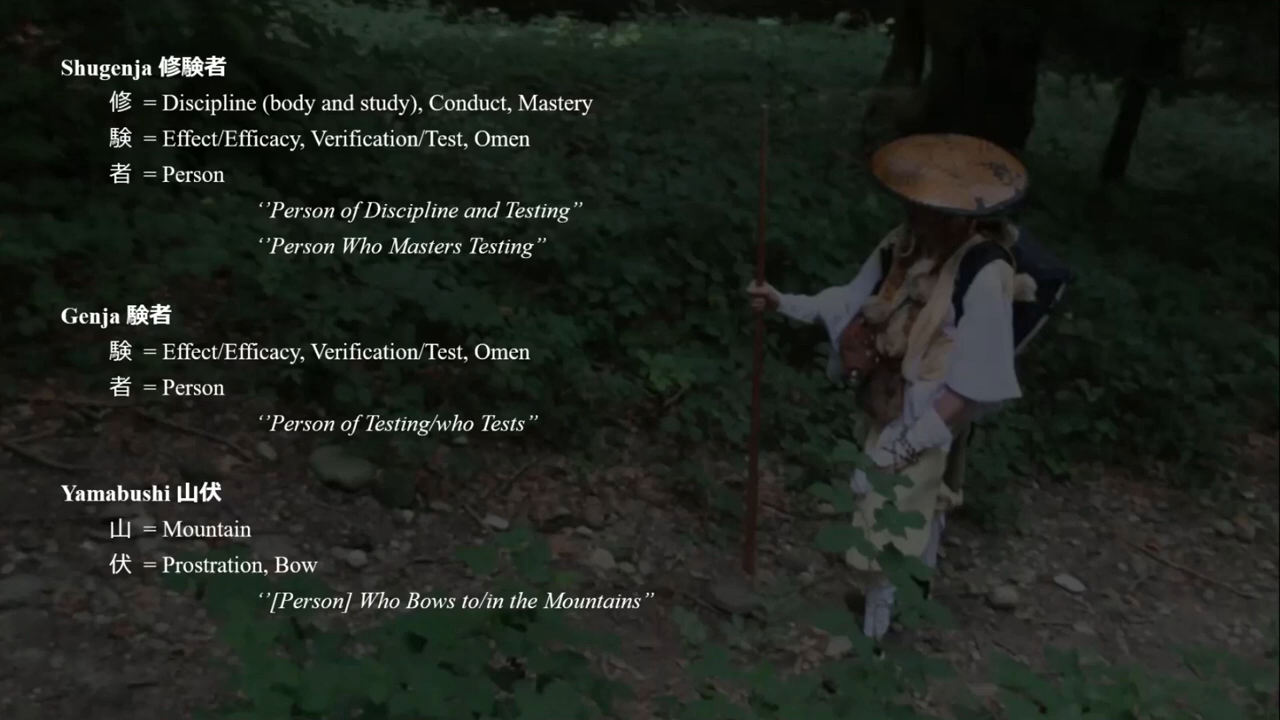 Shugenja 修験者
修 = Discipline (body and study), Conduct, Mastery
験 = Effect/Efficacy, Verification/Test, Omen
者 = Person
‘’Person of Discipline and Testing”
‘’Person Who Masters Testing”
Genja 験者
験 = Effect/Efficacy, Verification/Test, Omen
者 = Person
‘’Person of Testing/who Tests”
Yamabushi 山伏
山 = Mountain
伏 = Prostration, Bow
‘’[Person] Who Bows to/in the Mountains”